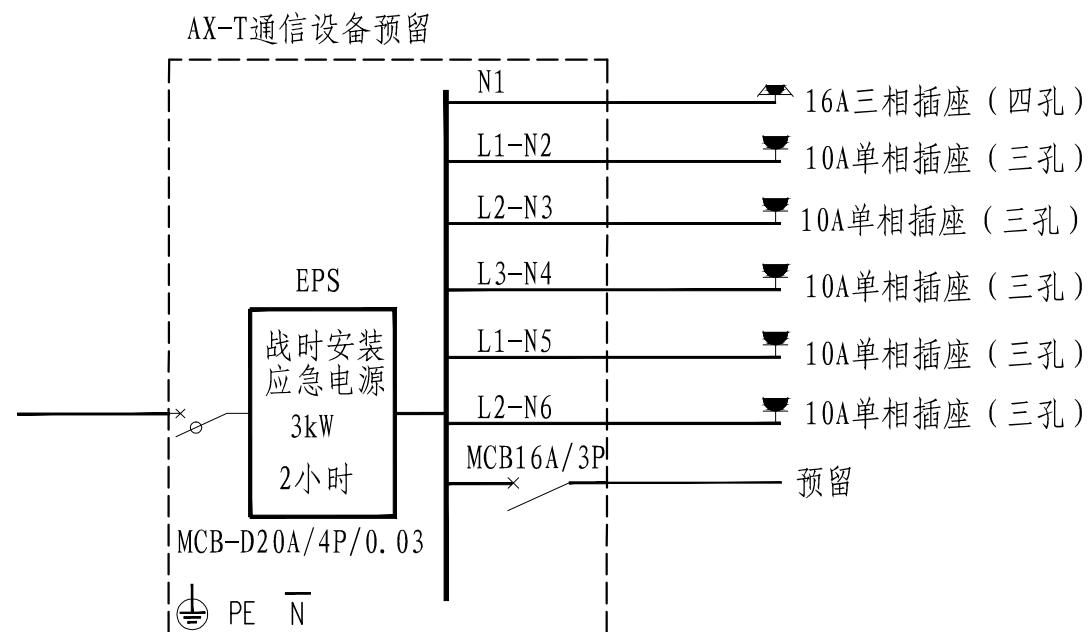 AX-T通信设备预留
N1
16A三相插座（四孔）
L1-N2
10A单相插座（三孔）
L2-N3
10A单相插座（三孔）
EPS
L3-N4
10A单相插座（三孔）
战时安装
应急电源
3kW
2小时
L1-N5
10A单相插座（三孔）
L2-N6
10A单相插座（三孔）
MCB16A/3P
预留
MCB-D20A/4P/0.03
PE N